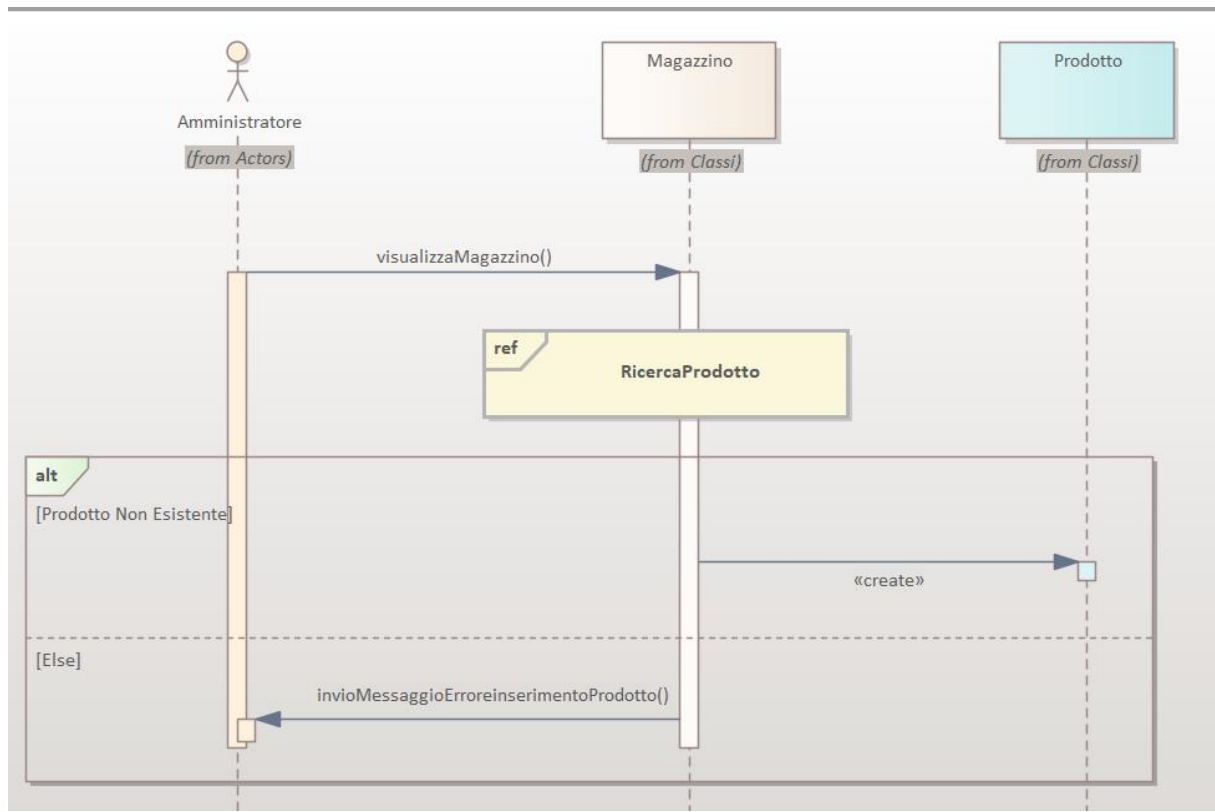 Amministratore
(from Actors)
Magazzino
(from Classi)
Prodotto
(from Classi)
visualizzaMagazzino()
ref
RicercaProdotto
alt
[Prodotto Non Esistente]
«create»
[Else]
invioMessaggioErroreinserimentoProdotto()